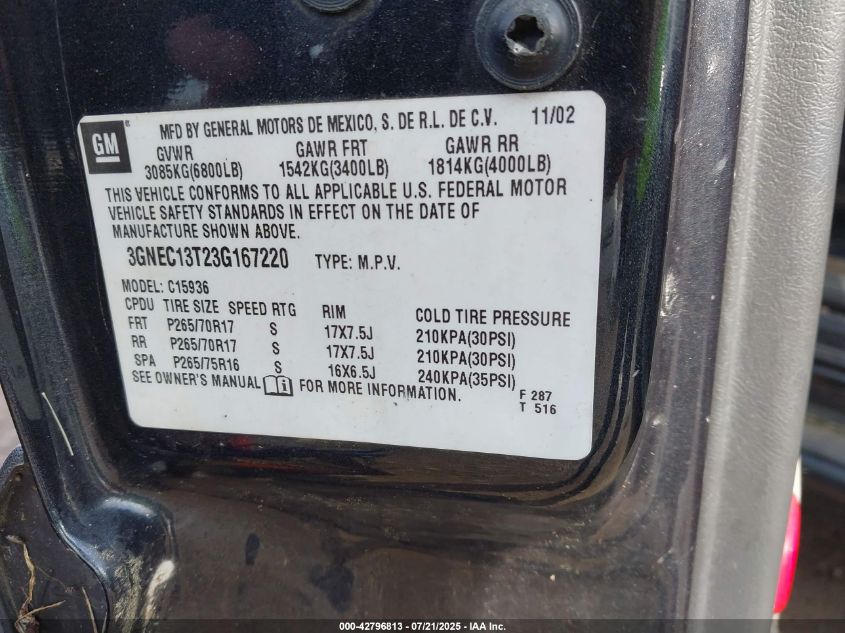 GM
MFD BY GENERAL MOTORS DE MEXICO, S. DE R.L. DE C.V. 11/02
GVWR GAWR FRT GAWR RR
3085KG(6800LB) 1542KG(3400LB) 1814KG(4000LB)
THIS VEHICLE CONFORMS TO ALL APPLICABLE U.S. FEDERAL MOTOR
VEHICLE SAFETY STANDARDS IN EFFECT ON THE DATE OF
MANUFACTURE SHOWN ABOVE.
3GNEC13T23G167220 TYPE: M.P.V.
MODEL: C15936
CPDU TIRE SIZE SPEED RTG RIM COLD TIRE PRESSURE
FRT P265/70R17 S 17X7.5J 210KPA(30PSI)
RR P265/70R17 S 17X7.5J 210KPA(30PSI)
SPA P265/75R16 S 16X6.5J 240KPA(35PSI)
SEE OWNER'S MANUAL FOR MORE INFORMATION.
F 287
T 516
000-42796813 - 07/21/2025 - IAA Inc.